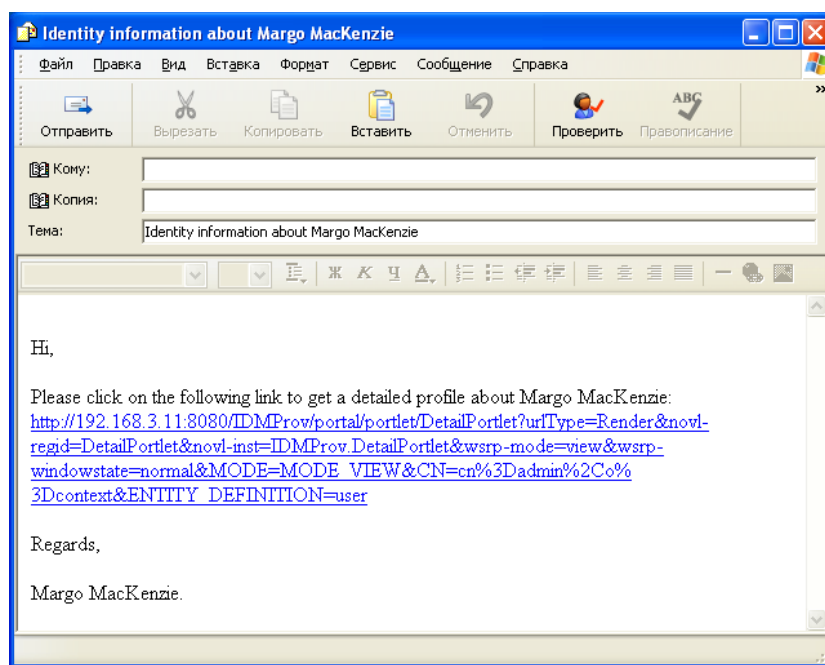 Identity information about Margo MacKenzie
Файл Правка Вид Вставка Формат Сервис Сообщение Справка
Отправить Вырезать Копировать Вставить Отменить Проверить Правописание
Кому:
Копия:
Тема: Identity information about Margo MacKenzie
Ж К Ч A
Hi,
Please click on the following link to get a detailed profile about Margo MacKenzie:
http://192.168.3.11:8080/IDMProv/portal/portlet/DetailPortlet?urlType=Render&novl-
regid=DetailPortlet&novl-inst=IDMProv.DetailPortlet&wsrp-mode=view&wsrp-
windowstate=normal&MODE=MODE_VIEW&CN=cn%3Dadmin%2Co%
3Dcontext&ENTITY_DEFINITION=user
Regards,
Margo MacKenzie.